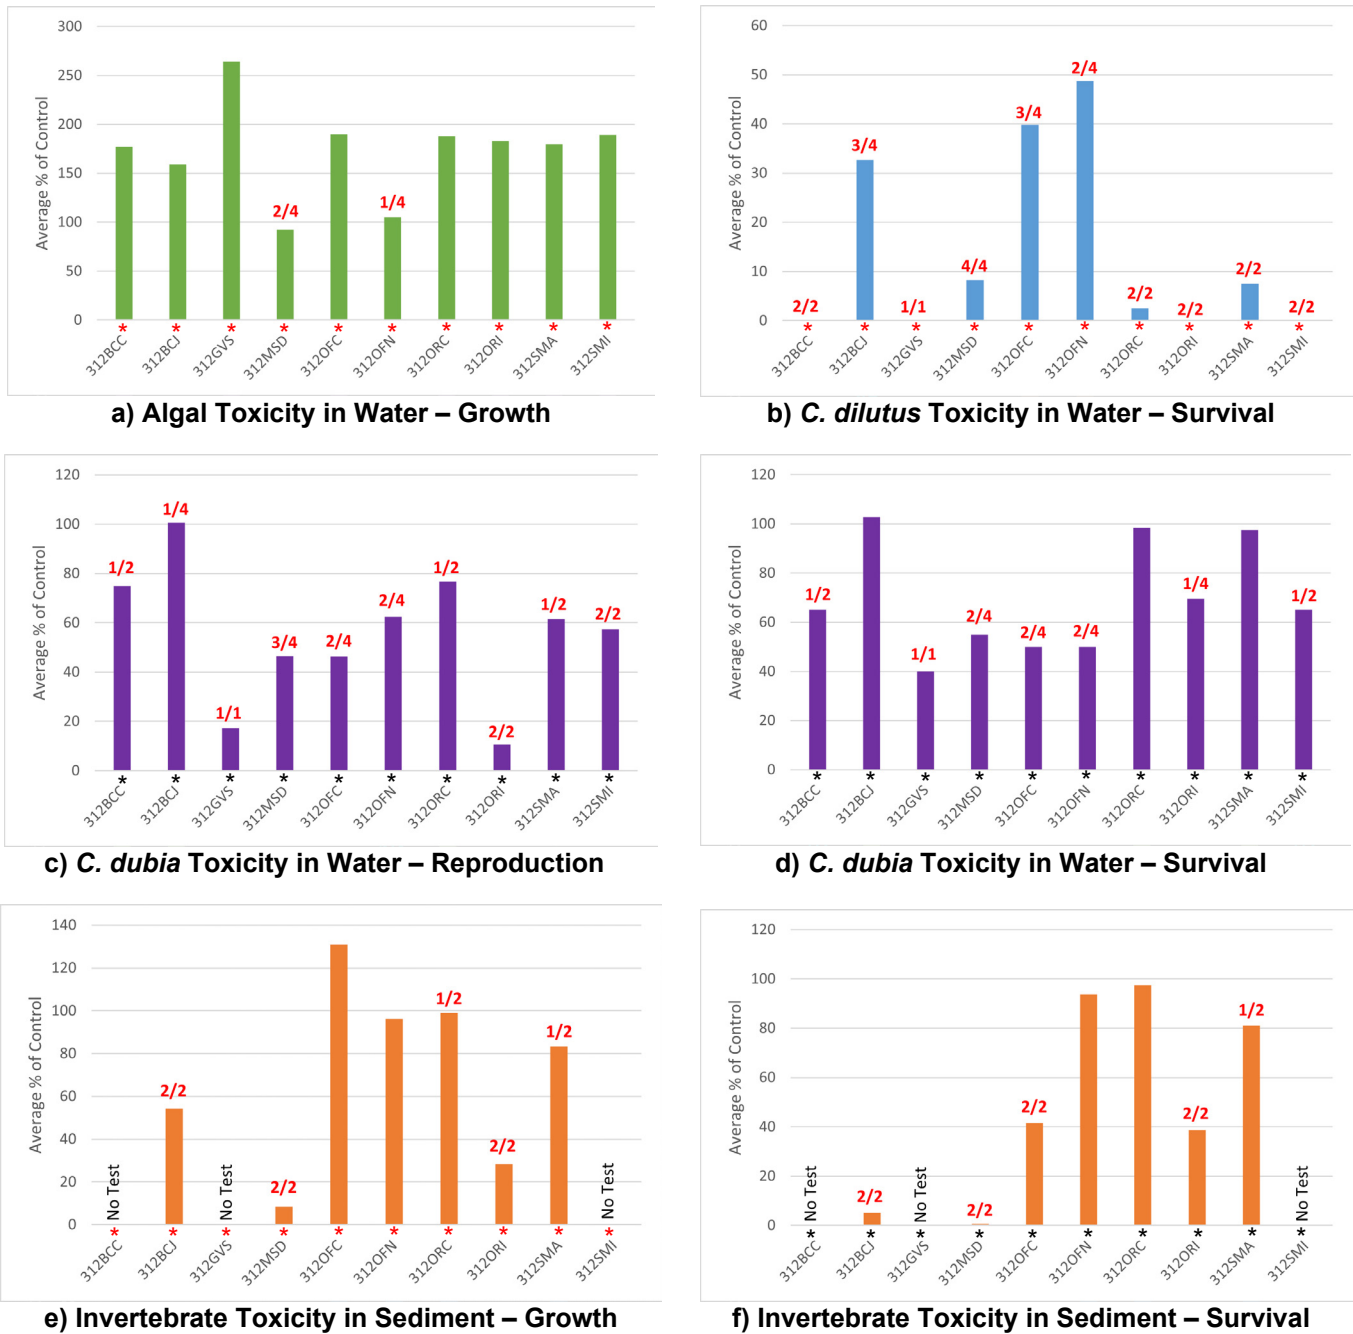 300
250
200
150
100
50
0
Average % of Control
2/4
1/4
* * * * * * * * * *
312BCC 312BCJ 312GVS 312MSD 312OFC 312OFN 312ORC 312ORI 312SMA 312SMI
a) Algal Toxicity in Water – Growth
60
50
40
30
20
10
0
Average % of Control
2/2 3/4 1/1 4/4 3/4 2/4 2/2 2/2 2/2 2/2
* * * * * * * * * *
312BCC 312BCJ 312GVS 312MSD 312OFC 312OFN 312ORC 312ORI 312SMA 312SMI
b) C. dilutus Toxicity in Water – Survival
120
100
80
60
40
20
0
Average % of Control
1/2 1/4 1/1 3/4 2/4 2/4 1/2 2/2 1/2 2/2
* * * * * * * * * *
312BCC 312BCJ 312GVS 312MSD 312OFC 312OFN 312ORC 312ORI 312SMA 312SMI
c) C. dubia Toxicity in Water – Reproduction
120
100
80
60
40
20
0
Average % of Control
1/2 1/1 2/4 2/4 2/4 1/4 1/2
* * * * * * * * * *
312BCC 312BCJ 312GVS 312MSD 312OFC 312OFN 312ORC 312ORI 312SMA 312SMI
d) C. dubia Toxicity in Water – Survival
140
120
100
80
60
40
20
0
Average % of Control
No Test 2/2 No Test 2/2 1/2 2/2 1/2 No Test
* * * * * * * * * *
312BCC 312BCJ 312GVS 312MSD 312OFC 312OFN 312ORC 312ORI 312SMA 312SMI
e) Invertebrate Toxicity in Sediment – Growth
120
100
80
60
40
20
0
Average % of Control
No Test 2/2 No Test 2/2 2/2 2/2 1/2 No Test
* * * * * * * * * *
312BCC 312BCJ 312GVS 312MSD 312OFC 312OFN 312ORC 312ORI 312SMA 312SMI
f) Invertebrate Toxicity in Sediment – Survival